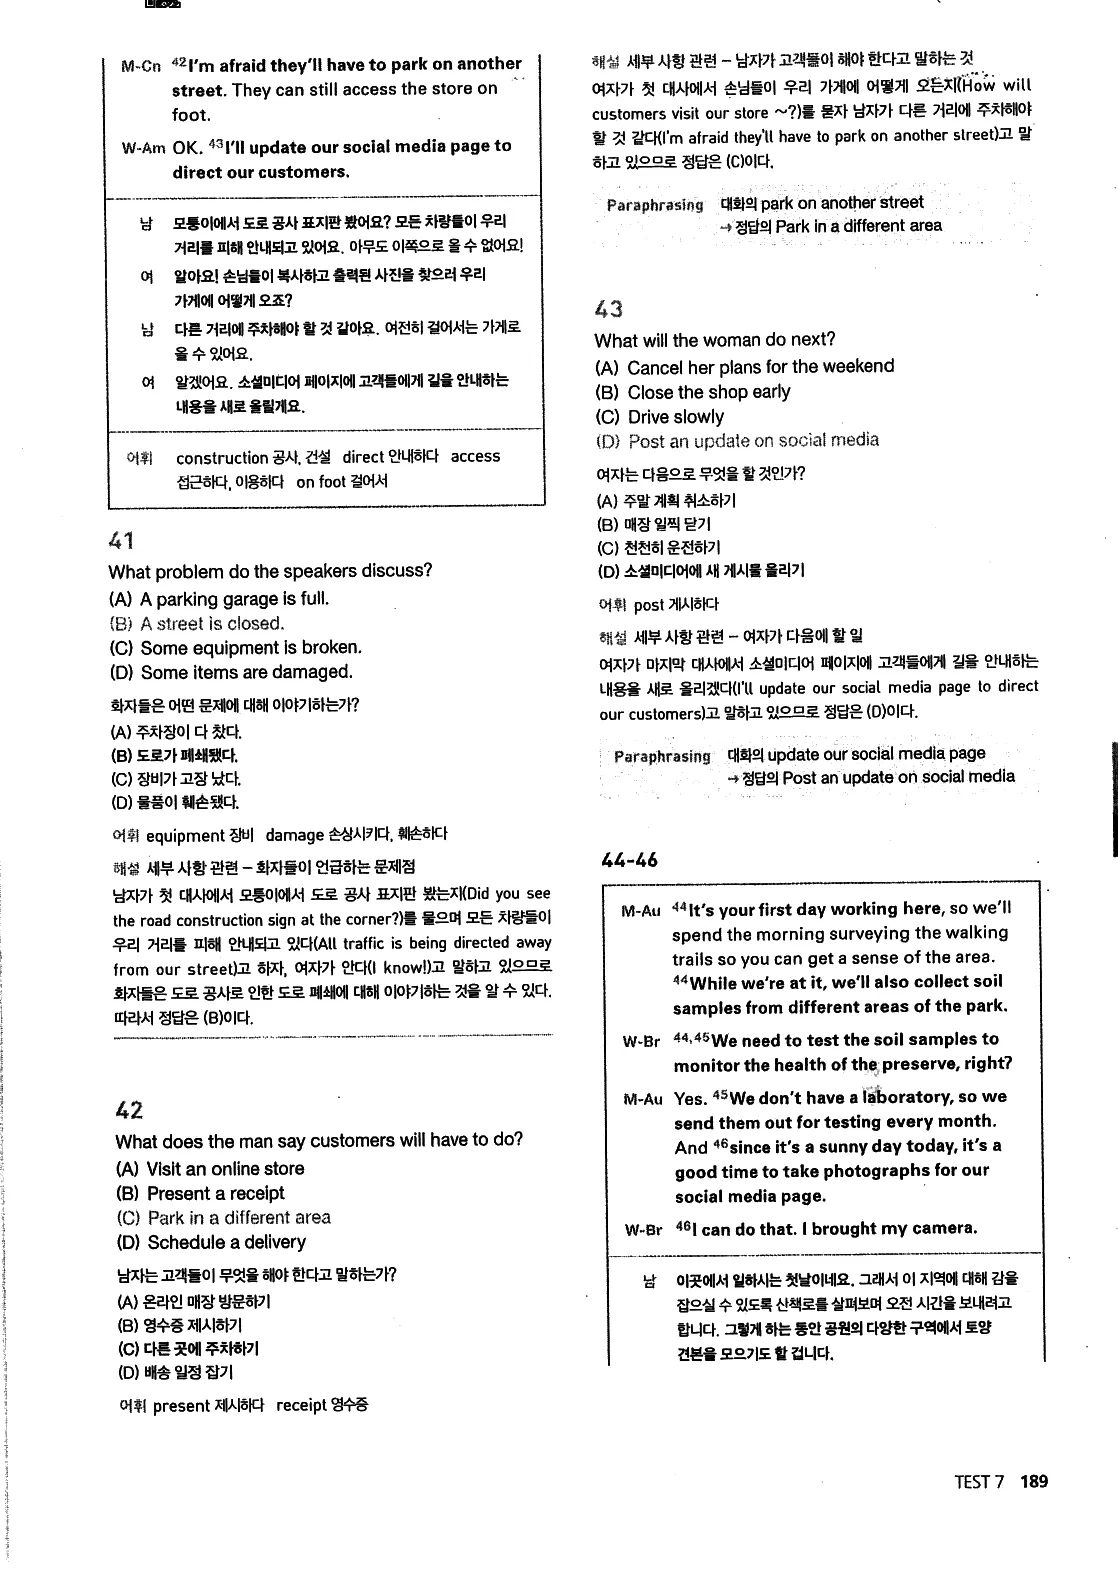 M-Cn 42I'm afraid they'll have to park on another
street. They can still access the store on
foot.
W-Am OK. 43I'll update our social media page to
direct our customers.
남 모퉁이에서 도로 공사 표지판 봤어요? 모든 차량들이 우리
거리를 피해 안내되고 있어요. 아무도 이쪽으로 올 수 없어요!
여 알아요! 손님들이 복사하고 출력된 사진을 찾으러 우리
가게에 어떻게 오죠?
남 다른 거리에 주차해야 할 것 같아요. 여전히 걸어서는 가게로
올 수 있어요.
여 알겠어요. 소셜미디어 페이지에 고객들에게 길을 안내하는
내용을 새로 올릴게요.
어휘 construction 공사, 건설 direct 안내하다 access
접근하다, 이용하다 on foot 걸어서
41
What problem do the speakers discuss?
(A) A parking garage is full.
(B) A street is closed.
(C) Some equipment is broken.
(D) Some items are damaged.
화자들은 어떤 문제에 대해 이야기하는가?
(A) 주차장이 다 찼다.
(B) 도로가 폐쇄됐다.
(C) 장비가 고장 났다.
(D) 물품이 훼손됐다.
어휘 equipment 장비 damage 손상시키다, 훼손하다
해설 세부 사항 관련 – 화자들이 언급하는 문제점
남자가 첫 대사에서 모퉁이에서 도로 공사 표지판 봤는지(Did you see
the road construction sign at the corner?)를 물으며 모든 차량들이
우리 거리를 피해 안내되고 있다(All traffic is being directed away
from our street)고 하자, 여자가 안다(I know!)고 말하고 있으므로
화자들은 도로 공사로 인한 도로 폐쇄에 대해 이야기하는 것을 알 수 있다.
따라서 정답은 (B)이다.
42
What does the man say customers will have to do?
(A) Visit an online store
(B) Present a receipt
(C) Park in a different area
(D) Schedule a delivery
남자는 고객들이 무엇을 해야 한다고 말하는가?
(A) 온라인 매장 방문하기
(B) 영수증 제시하기
(C) 다른 곳에 주차하기
(D) 배송 일정 잡기
어휘 present 제시하다 receipt 영수증
해설 세부 사항 관련 – 남자가 고객들이 해야 한다고 말하는 것
여자가 첫 대사에서 손님들이 우리 가게에 어떻게 오는지(How will
customers visit our store ~?)를 묻자 남자가 다른 거리에 주차해야
할 것 같다(I'm afraid they'll have to park on another street)고 말
하고 있으므로 정답은 (C)이다.
Paraphrasing 대화의 park on another street
→ 정답의 Park in a different area
43
What will the woman do next?
(A) Cancel her plans for the weekend
(B) Close the shop early
(C) Drive slowly
(D) Post an update on social media
여자는 다음으로 무엇을 할 것인가?
(A) 주말 계획 취소하기
(B) 매장 일찍 닫기
(C) 천천히 운전하기
(D) 소셜미디어에 새 게시물 올리기
어휘 post 게시하다
해설 세부 사항 관련 – 여자가 다음에 할 일
여자가 마지막 대사에서 소셜미디어 페이지에 고객들에게 길을 안내하는
내용을 새로 올리겠다(I'll update our social media page to direct
our customers)고 말하고 있으므로 정답은 (D)이다.
Paraphrasing 대화의 update our social media page
→ 정답의 Post an update on social media
44-46
M-Au 44It's your first day working here, so we'll
spend the morning surveying the walking
trails so you can get a sense of the area.
44While we're at it, we'll also collect soil
samples from different areas of the park.
W-Br 44,45We need to test the soil samples to
monitor the health of the preserve, right?
M-Au Yes. 45We don't have a laboratory, so we
send them out for testing every month.
And 46since it's a sunny day today, it's a
good time to take photographs for our
social media page.
W-Br 46I can do that. I brought my camera.
남 이곳에서 일하시는 첫날이네요. 그래서 이 지역에 대해 감을
잡으실 수 있도록 산책로를 살펴보며 오전 시간을 보내려고
합니다. 그렇게 하는 동안 공원의 다양한 구역에서 토양
견본을 모으기도 할 겁니다.
TEST 7 189